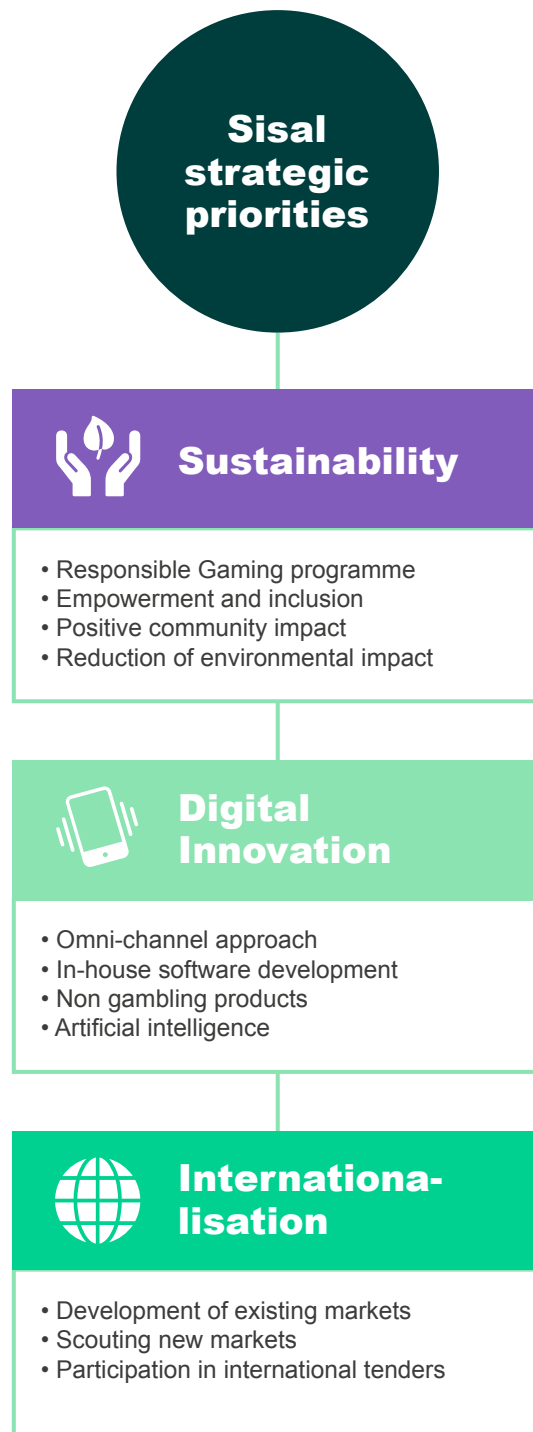 Sisal
strategic
priorities
Sustainability
• Responsible Gaming programme
• Empowerment and inclusion
• Positive community impact
• Reduction of environmental impact
Digital
Innovation
• Omni-channel approach
• In-house software development
• Non gambling products
• Artificial intelligence
Internationa-
lisation
• Development of existing markets
• Scouting new markets
• Participation in international tenders